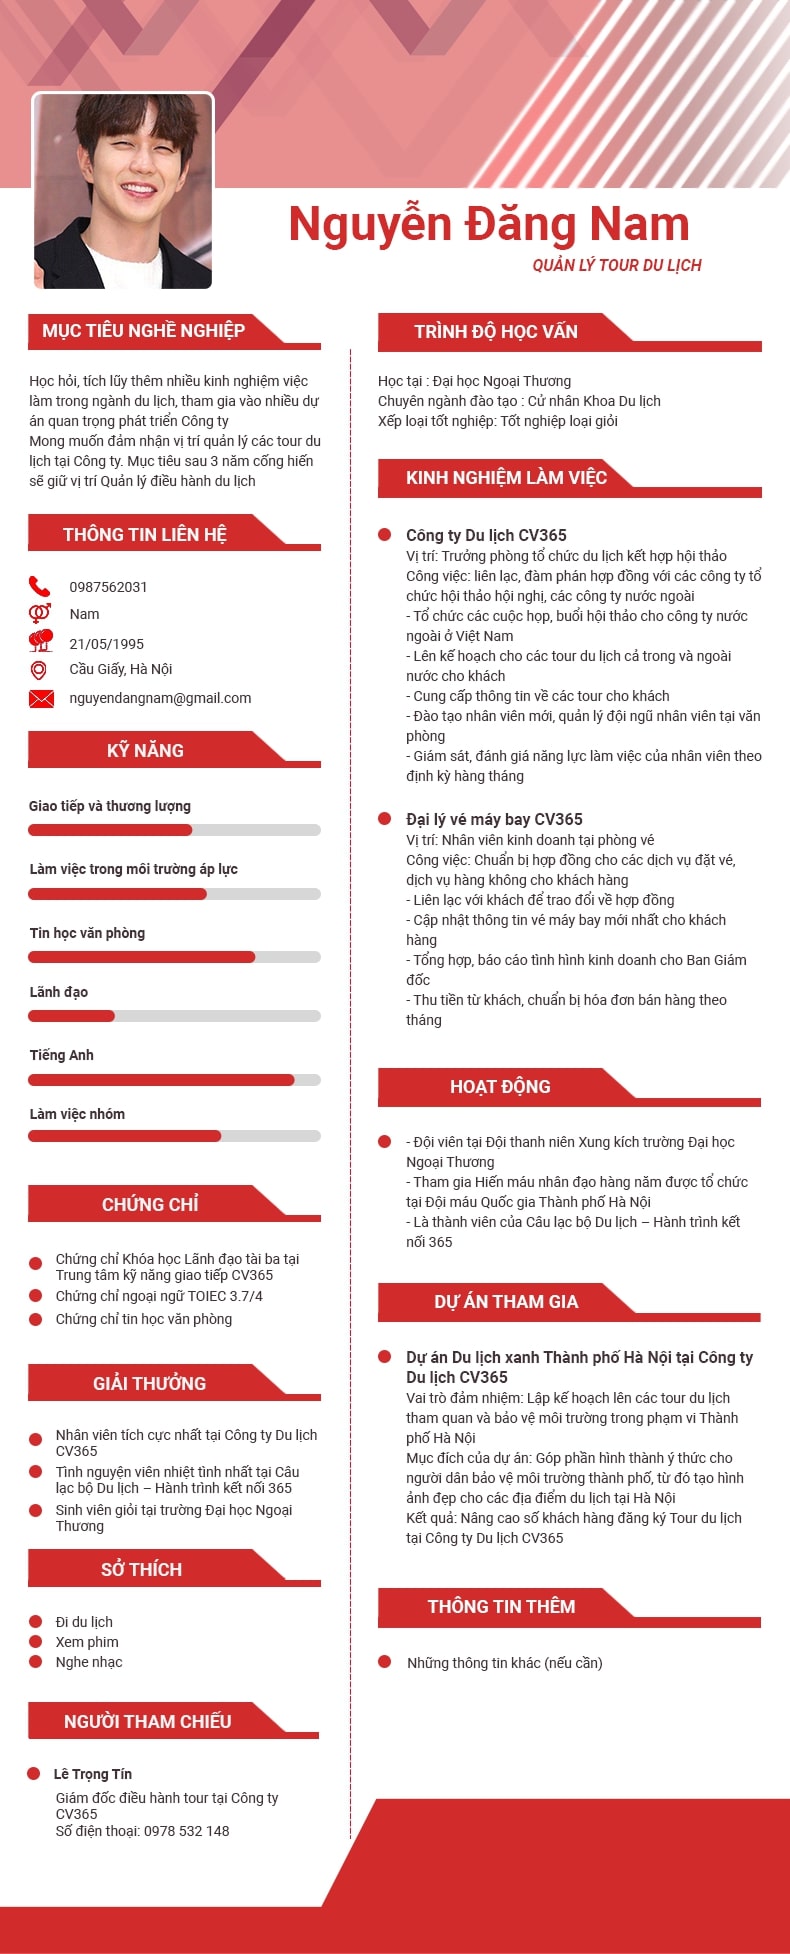 Nguyễn Đăng Nam
QUẢN LÝ TOUR DU LỊCH
MỤC TIÊU NGHỀ NGHIỆP
Học hỏi, tích lũy thêm nhiều kinh nghiệm việc
làm trong ngành du lịch, tham gia vào nhiều dự
án quan trọng phát triển Công ty
Mong muốn đảm nhận vị trí quản lý các tour du
lịch tại Công ty. Mục tiêu sau 3 năm cống hiến
sẽ giữ vị trí Quản lý điều hành du lịch
THÔNG TIN LIÊN HỆ
0987562031
Nam
21/05/1995
Cầu Giấy, Hà Nội
nguyendangnam@gmail.com
KỸ NĂNG
Giao tiếp và thương lượng
Làm việc trong môi trường áp lực
Tin học văn phòng
Lãnh đạo
Tiếng Anh
Làm việc nhóm
CHỨNG CHỈ
Chứng chỉ Khóa học Lãnh đạo tài ba tại
Trung tâm kỹ năng giao tiếp CV365
Chứng chỉ ngoại ngữ TOIEC 3.7/4
Chứng chỉ tin học văn phòng
GIẢI THƯỞNG
Nhân viên tích cực nhất tại Công ty Du lịch
CV365
Tình nguyện viên nhiệt tình nhất tại Câu
lạc bộ Du lịch – Hành trình kết nối 365
Sinh viên giỏi tại trường Đại học Ngoại
Thương
SỞ THÍCH
Đi du lịch
Xem phim
Nghe nhạc
NGƯỜI THAM CHIẾU
Lê Trọng Tín
Giám đốc điều hành tour tại Công ty
CV365
Số điện thoại: 0978 532 148
TRÌNH ĐỘ HỌC VẤN
Học tại : Đại học Ngoại Thương
Chuyên ngành đào tạo : Cử nhân Khoa Du lịch
Xếp loại tốt nghiệp: Tốt nghiệp loại giỏi
KINH NGHIỆM LÀM VIỆC
Công ty Du lịch CV365
Vị trí: Trưởng phòng tổ chức du lịch kết hợp hội thảo
Công việc: liên lạc, đàm phán hợp đồng với các công ty tổ
chức hội thảo hội nghị, các công ty nước ngoài
- Tổ chức các cuộc họp, buổi hội thảo cho công ty nước
ngoài ở Việt Nam
- Lên kế hoạch cho các tour du lịch cả trong và ngoài
nước cho khách
- Cung cấp thông tin về các tour cho khách
- Đào tạo nhân viên mới, quản lý đội ngũ nhân viên tại văn
phòng
- Giám sát, đánh giá năng lực làm việc của nhân viên theo
định kỳ hàng tháng
Đại lý vé máy bay CV365
Vị trí: Nhân viên kinh doanh tại phòng vé
Công việc: Chuẩn bị hợp đồng cho các dịch vụ đặt vé,
dịch vụ hàng không cho khách hàng
- Liên lạc với khách để trao đổi về hợp đồng
- Cập nhật thông tin vé máy bay mới nhất cho khách
hàng
- Tổng hợp, báo cáo tình hình kinh doanh cho Ban Giám
đốc
- Thu tiền từ khách, chuẩn bị hóa đơn bán hàng theo
tháng
HOẠT ĐỘNG
- Đội viên tại Đội thanh niên Xung kích trường Đại học
Ngoại Thương
- Tham gia Hiến máu nhân đạo hàng năm được tổ chức
tại Đội máu Quốc gia Thành phố Hà Nội
- Là thành viên của Câu lạc bộ Du lịch – Hành trình kết
nối 365
DỰ ÁN THAM GIA
Dự án Du lịch xanh Thành phố Hà Nội tại Công ty
Du lịch CV365
Vai trò đảm nhiệm: Lập kế hoạch lên các tour du lịch
tham quan và bảo vệ môi trường trong phạm vi Thành
phố Hà Nội
Mục đích của dự án: Góp phần hình thành ý thức cho
người dân bảo vệ môi trường thành phố, từ đó tạo hình
ảnh đẹp cho các địa điểm du lịch tại Hà Nội
Kết quả: Nâng cao số khách hàng đăng ký Tour du lịch
tại Công ty Du lịch CV365
THÔNG TIN THÊM
Những thông tin khác (nếu cần)